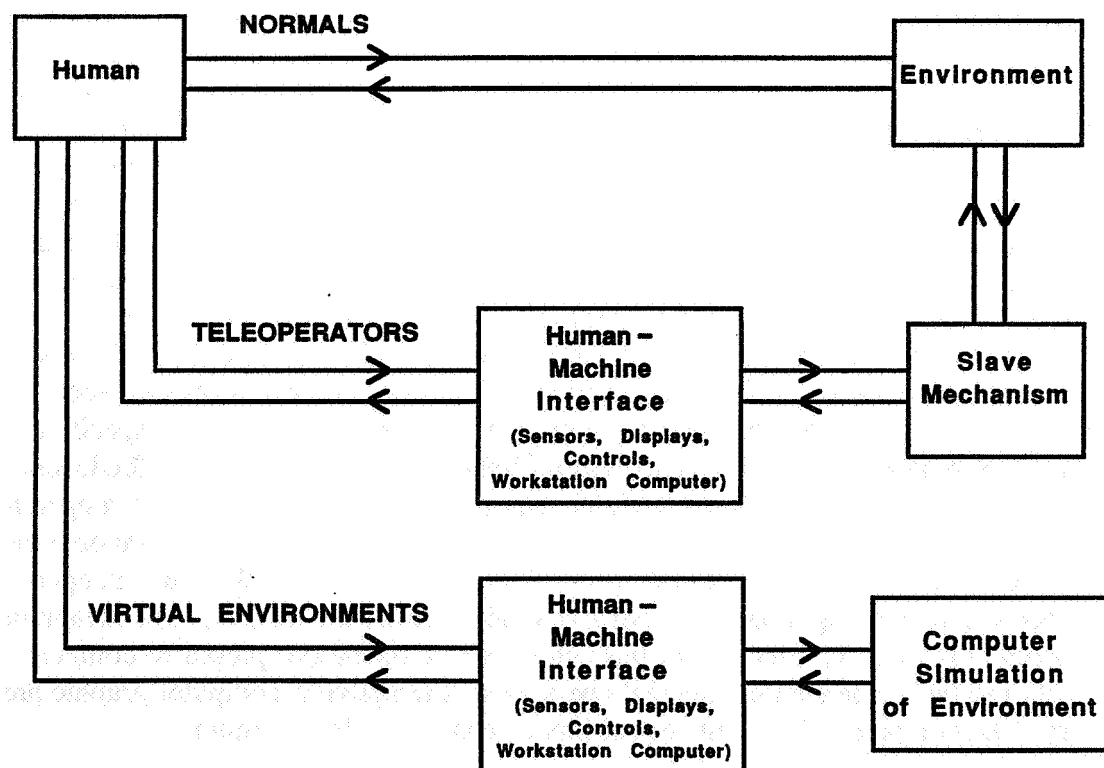 NORMALS
Human
Environment
TELEOPERATORS
Human –
Machine
Interface
(Sensors, Displays,
Controls,
Workstation Computer)
Slave
Mechanism
VIRTUAL ENVIRONMENTS
Human –
Machine
Interface
(Sensors, Displays,
Controls,
Workstation Computer)
Computer
Simulation
of Environment